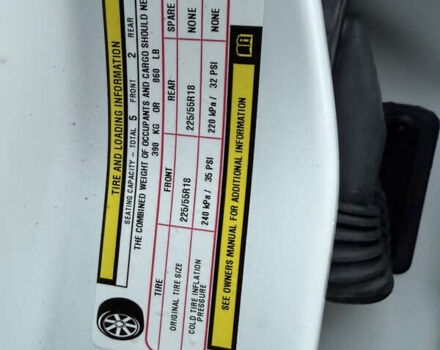 TIRE AND LOADING INFORMATION
SEATING CAPACITY - TOTAL 5 FRONT 2 REAR
THE COMBINED WEIGHT OF OCCUPANTS AND CARGO SHOULD NE
390 KG OR 860 LB
TIRE FRONT REAR SPARE
ORIGINAL TIRE SIZE 225/55R18 225/55R18 NONE
COLD TIRE INFLATION
PRESSURE 240 kPa / 35 PSI 220 kPa / 32 PSI NONE
SEE OWNERS MANUAL FOR ADDITIONAL INFORMATION